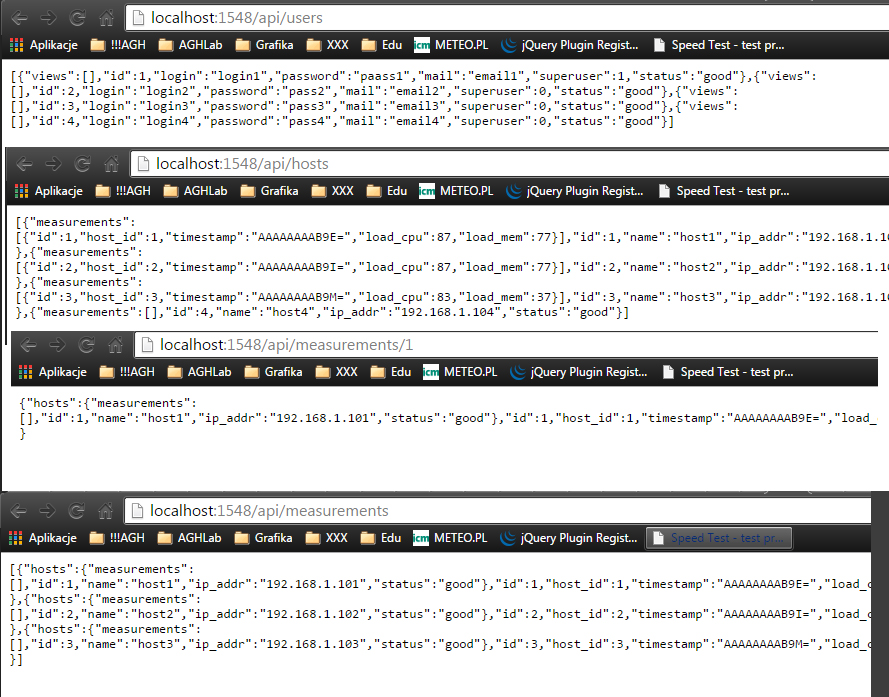 localhost:1548/api/users
Aplikacje !!!AGH AGHLab Grafika XXX Edu icm METEO.PL jQuery Plugin Regist... Speed Test - test pr...
[{"views":[],"id":1,"login":"login1","password":"paass1","mail":"email1","superuser":1,"status":"good"},{"views":
[],"id":2,"login":"login2","password":"pass2","mail":"email2","superuser":0,"status":"good"},{"views":
[],"id":3,"login":"login3","password":"pass3","mail":"email3","superuser":0,"status":"good"},{"views":
[],"id":4,"login":"login4","password":"pass4","mail":"email4","superuser":0,"status":"good"}]
localhost:1548/api/hosts
Aplikacje !!!AGH AGHLab Grafika XXX Edu icm METEO.PL jQuery Plugin Regist... Speed Test - test pr...
[{"measurements":
[{"id":1,"host_id":1,"timestamp":"AAAAAAAAB9E=","load_cpu":87,"load_mem":77}],"id":1,"name":"host1","ip_addr":"192.168.1.10
},{"measurements":
[{"id":2,"host_id":2,"timestamp":"AAAAAAAAB9I=","load_cpu":87,"load_mem":77}],"id":2,"name":"host2","ip_addr":"192.168.1.10
},{"measurements":
[{"id":3,"host_id":3,"timestamp":"AAAAAAAAB9M=","load_cpu":83,"load_mem":37}],"id":3,"name":"host3","ip_addr":"192.168.1.10
},{"measurements":[],"id":4,"name":"host4","ip_addr":"192.168.1.104","status":"good"}]
localhost:1548/api/measurements/1
Aplikacje !!!AGH AGHLab Grafika XXX Edu icm METEO.PL jQuery Plugin Regist... Speed Test - test pr...
{"hosts":{"measurements":
[],"id":1,"name":"host1","ip_addr":"192.168.1.101","status":"good"},"id":1,"host_id":1,"timestamp":"AAAAAAAAB9E=","load_
}
localhost:1548/api/measurements
Aplikacje !!!AGH AGHLab Grafika XXX Edu icm METEO.PL jQuery Plugin Regist... Speed Test - test pr...
[{"hosts":{"measurements":
[],"id":1,"name":"host1","ip_addr":"192.168.1.101","status":"good"},"id":1,"host_id":1,"timestamp":"AAAAAAAAB9E=","load_
},{"hosts":{"measurements":
[],"id":2,"name":"host2","ip_addr":"192.168.1.102","status":"good"},"id":2,"host_id":2,"timestamp":"AAAAAAAAB9I=","load_
},{"hosts":{"measurements":
[],"id":3,"name":"host3","ip_addr":"192.168.1.103","status":"good"},"id":3,"host_id":3,"timestamp":"AAAAAAAAB9M=","load_
}]